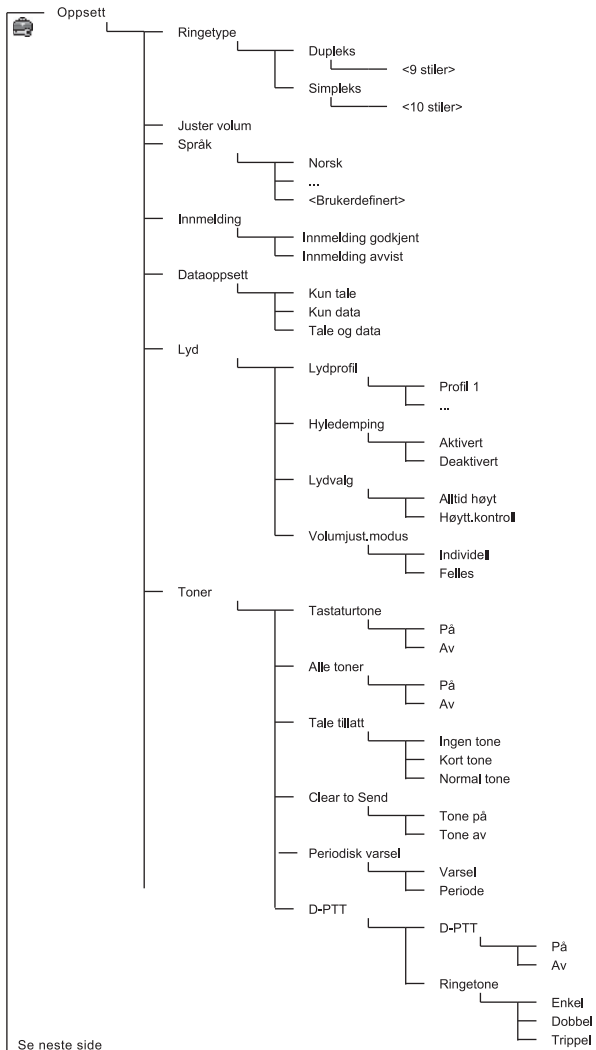 Oppsett
Ringetype
Dupleks
<9 stiler>
Simpleks
<10 stiler>
Juster volum
Språk
Norsk
...
<Brukerdefinert>
Innmelding
Innmelding godkjent
Innmelding avvist
Dataoppsett
Kun tale
Kun data
Tale og data
Lyd
Lydprofil
Profil 1
...
Hyledemping
Aktivert
Deaktivert
Lydvalg
Alltid høyt
Høytt.kontroll
Volumjust.modus
Individell
Felles
Toner
Tastaturtone
På
Av
Alle toner
På
Av
Tale tillatt
Ingen tone
Kort tone
Normal tone
Clear to Send
Tone på
Tone av
Periodisk varsel
Varsel
Periode
D-PTT
D-PTT
På
Av
Ringetone
Enkel
Dobbel
Trippel
Se neste side